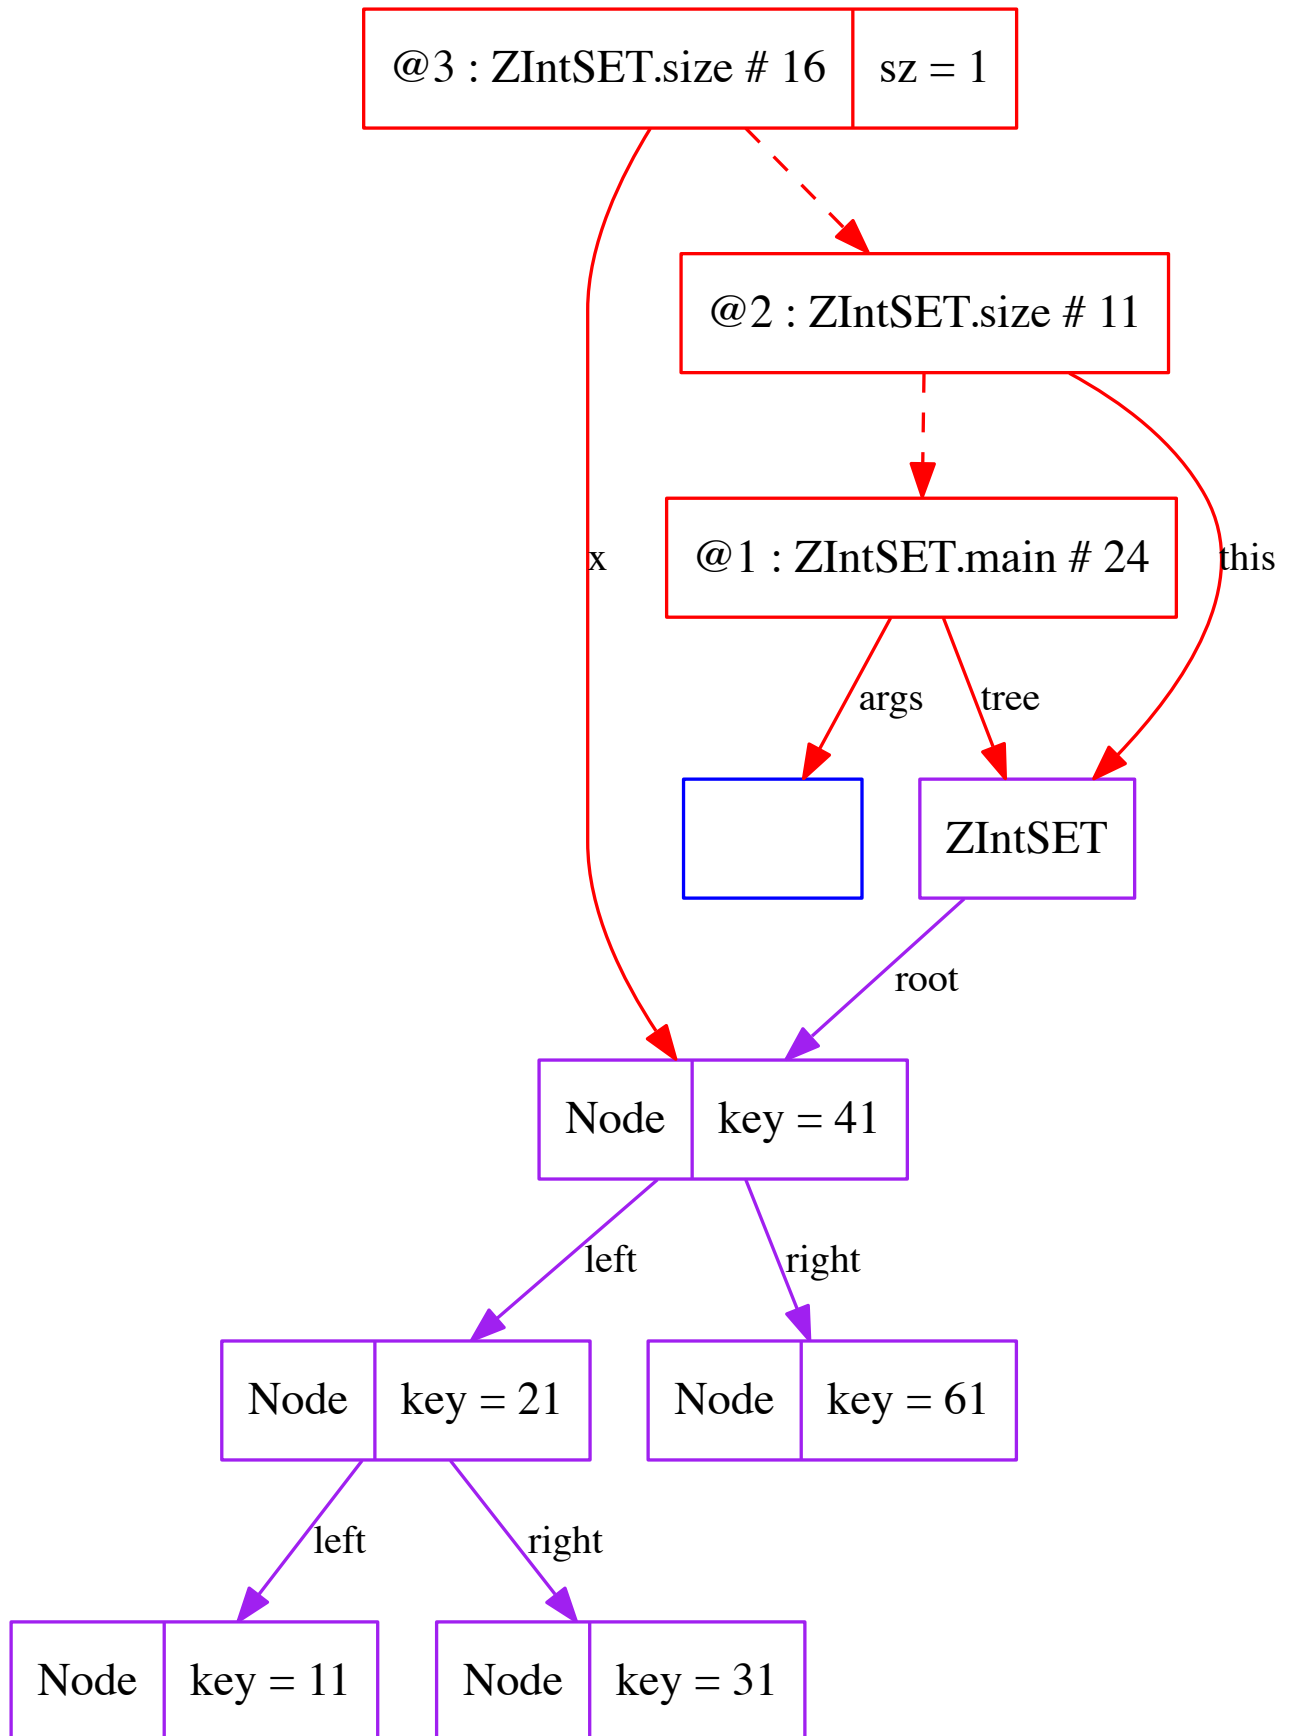 @3 : ZIntSET.size # 16 sz = 1
@2 : ZIntSET.size # 11
x
@1 : ZIntSET.main # 24
this
args
tree
ZIntSET
root
Node key = 41
left
right
Node key = 21
Node key = 61
left
right
Node key = 11
Node key = 31